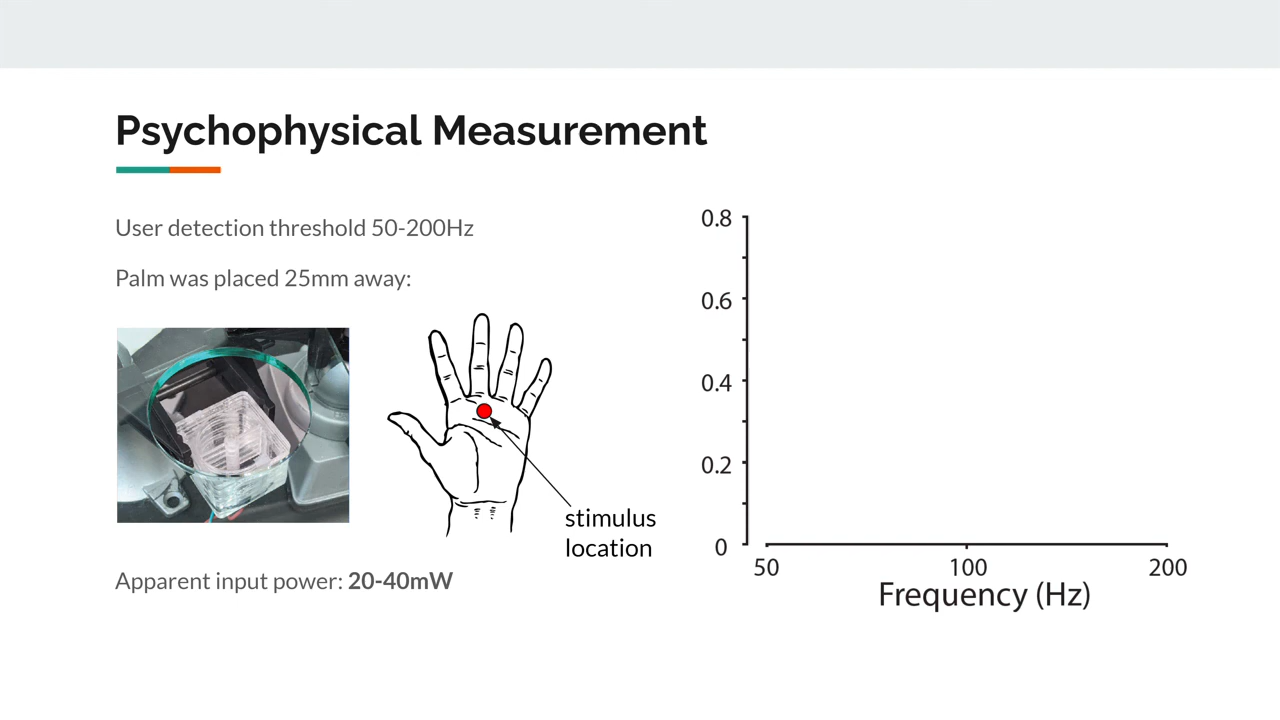 Psychophysical Measurement
User detection threshold 50-200Hz
Palm was placed 25mm away:
stimulus
location
Apparent input power: 20-40mW
0.8
0.6
0.4
0.2
0
50 100 200
Frequency (Hz)